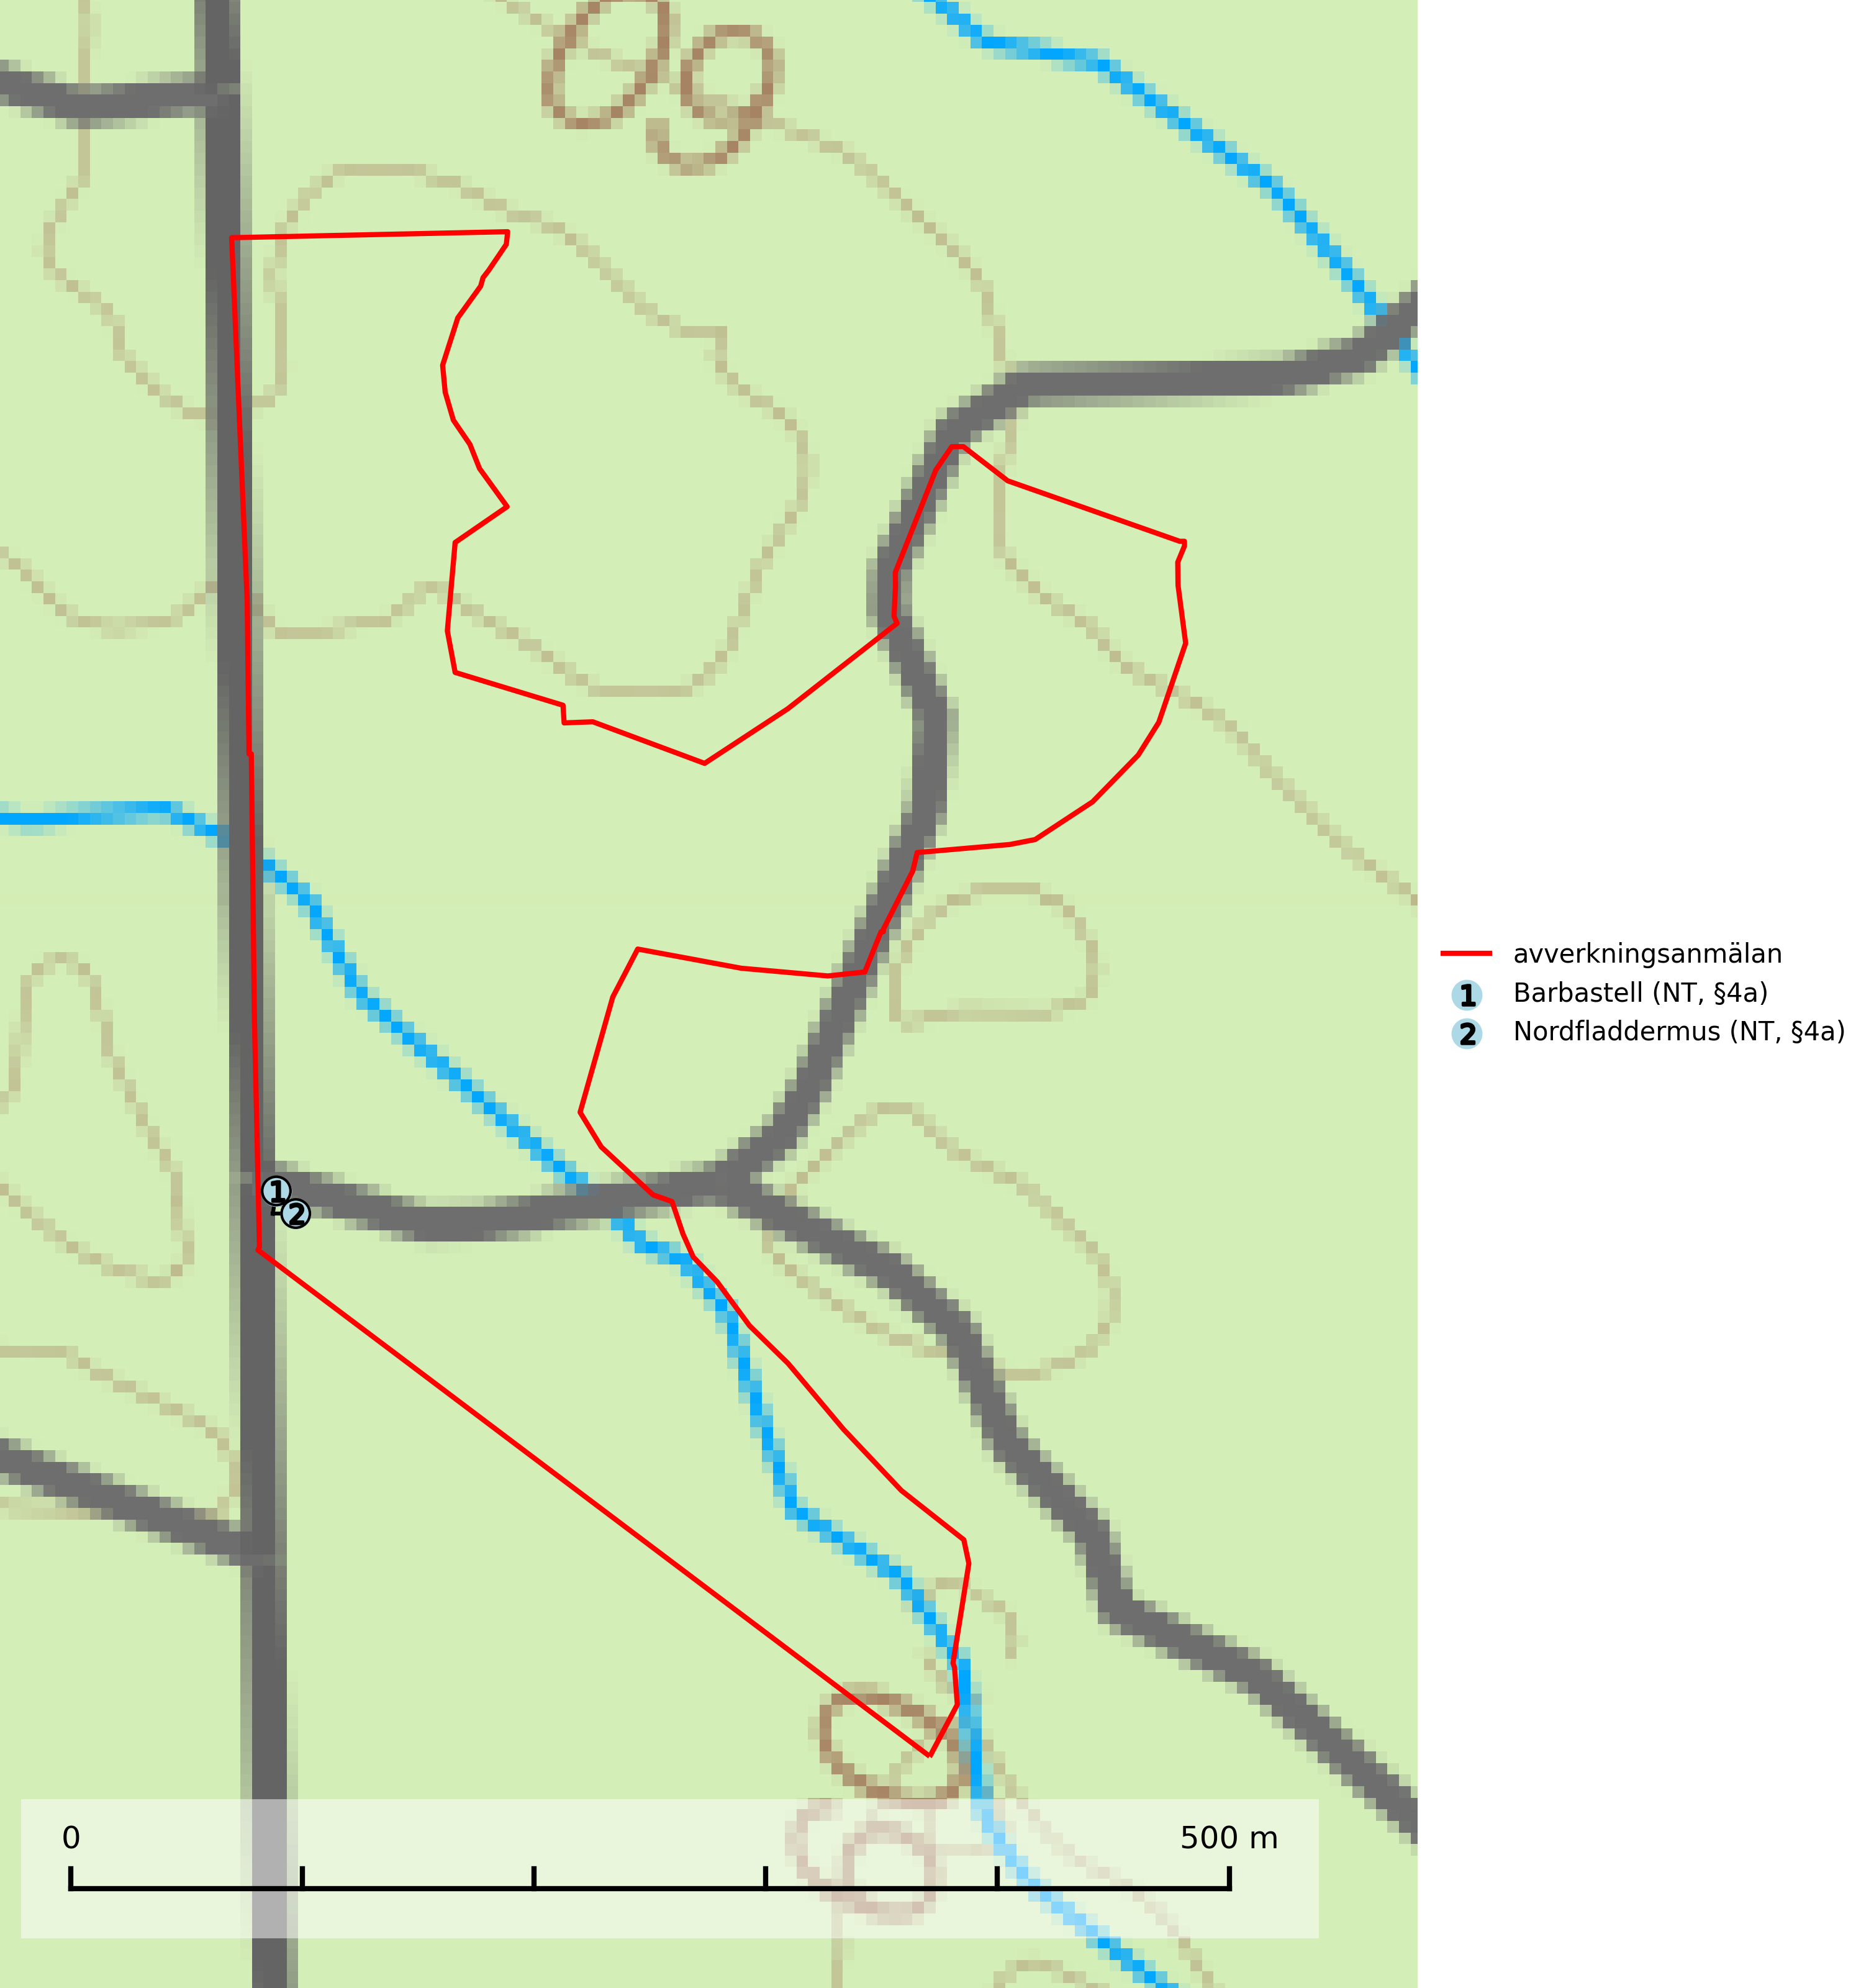 avverkningsanmälan
1 Barbastell (NT, §4a)
2 Nordfladdermus (NT, §4a)
1
2
0 500 m